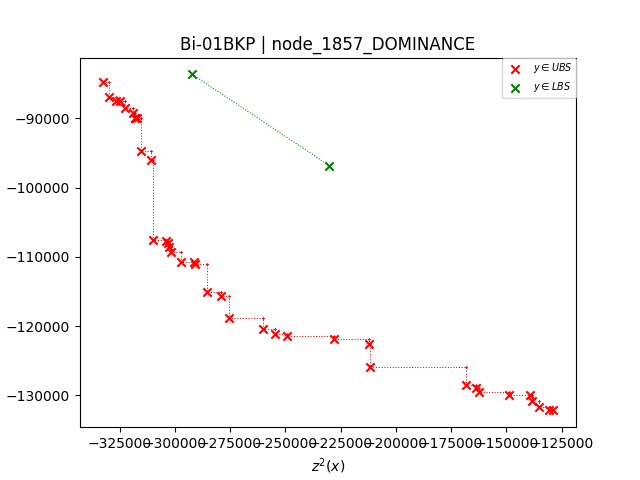 Bi-01BKP | node_1857_DOMINANCE
y ∈ UBS
y ∈ LBS
−90000
−100000
−110000
−120000
−130000
−325000 −300000 −275000 −250000 −225000 −200000 −175000 −150000 −125000
z²(x)